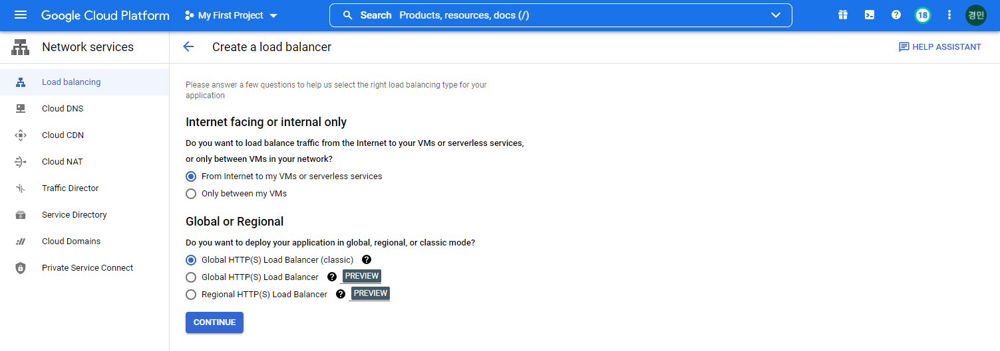 Google Cloud Platform
My First Project
Search Products, resources, docs (/)
18
경민
Network services
Create a load balancer
HELP ASSISTANT
Load balancing
Cloud DNS
Cloud CDN
Cloud NAT
Traffic Director
Service Directory
Cloud Domains
Private Service Connect
Please answer a few questions to help us select the right load balancing type for your
application
Internet facing or internal only
Do you want to load balance traffic from the Internet to your VMs or serverless services,
or only between VMs in your network?
From Internet to my VMs or serverless services
Only between my VMs
Global or Regional
Do you want to deploy your application in global, regional, or classic mode?
Global HTTP(S) Load Balancer (classic)
Global HTTP(S) Load Balancer PREVIEW
Regional HTTP(S) Load Balancer PREVIEW
CONTINUE